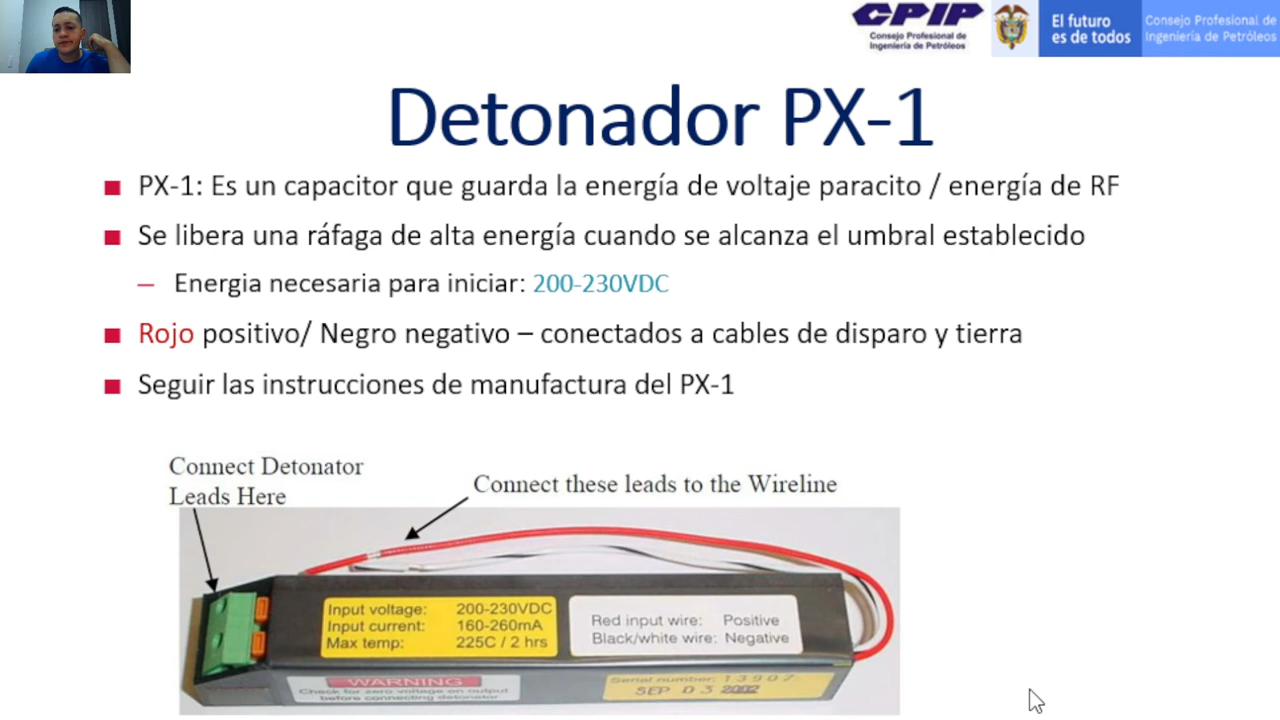 CPIP
Consejo Profesional de
Ingeniería de Petróleos
El futuro
es de todos
Consejo Profesional de
Ingeniería de Petróleos
Detonador PX-1
PX-1: Es un capacitor que guarda la energía de voltaje paracito / energía de RF
Se libera una ráfaga de alta energía cuando se alcanza el umbral establecido
– Energia necesaria para iniciar: 200-230VDC
Rojo positivo/ Negro negativo – conectados a cables de disparo y tierra
Seguir las instrucciones de manufactura del PX-1
Connect Detonator
Leads Here
Connect these leads to the Wireline
Input voltage: 200-230VDC
Input current: 160-260mA
Max temp: 225C / 2 hrs
Red input wire: Positive
Black/white wire: Negative
WARNING
Check for zero voltage on output
before connecting detonator
Serial number: 13907
SEP 03 2002